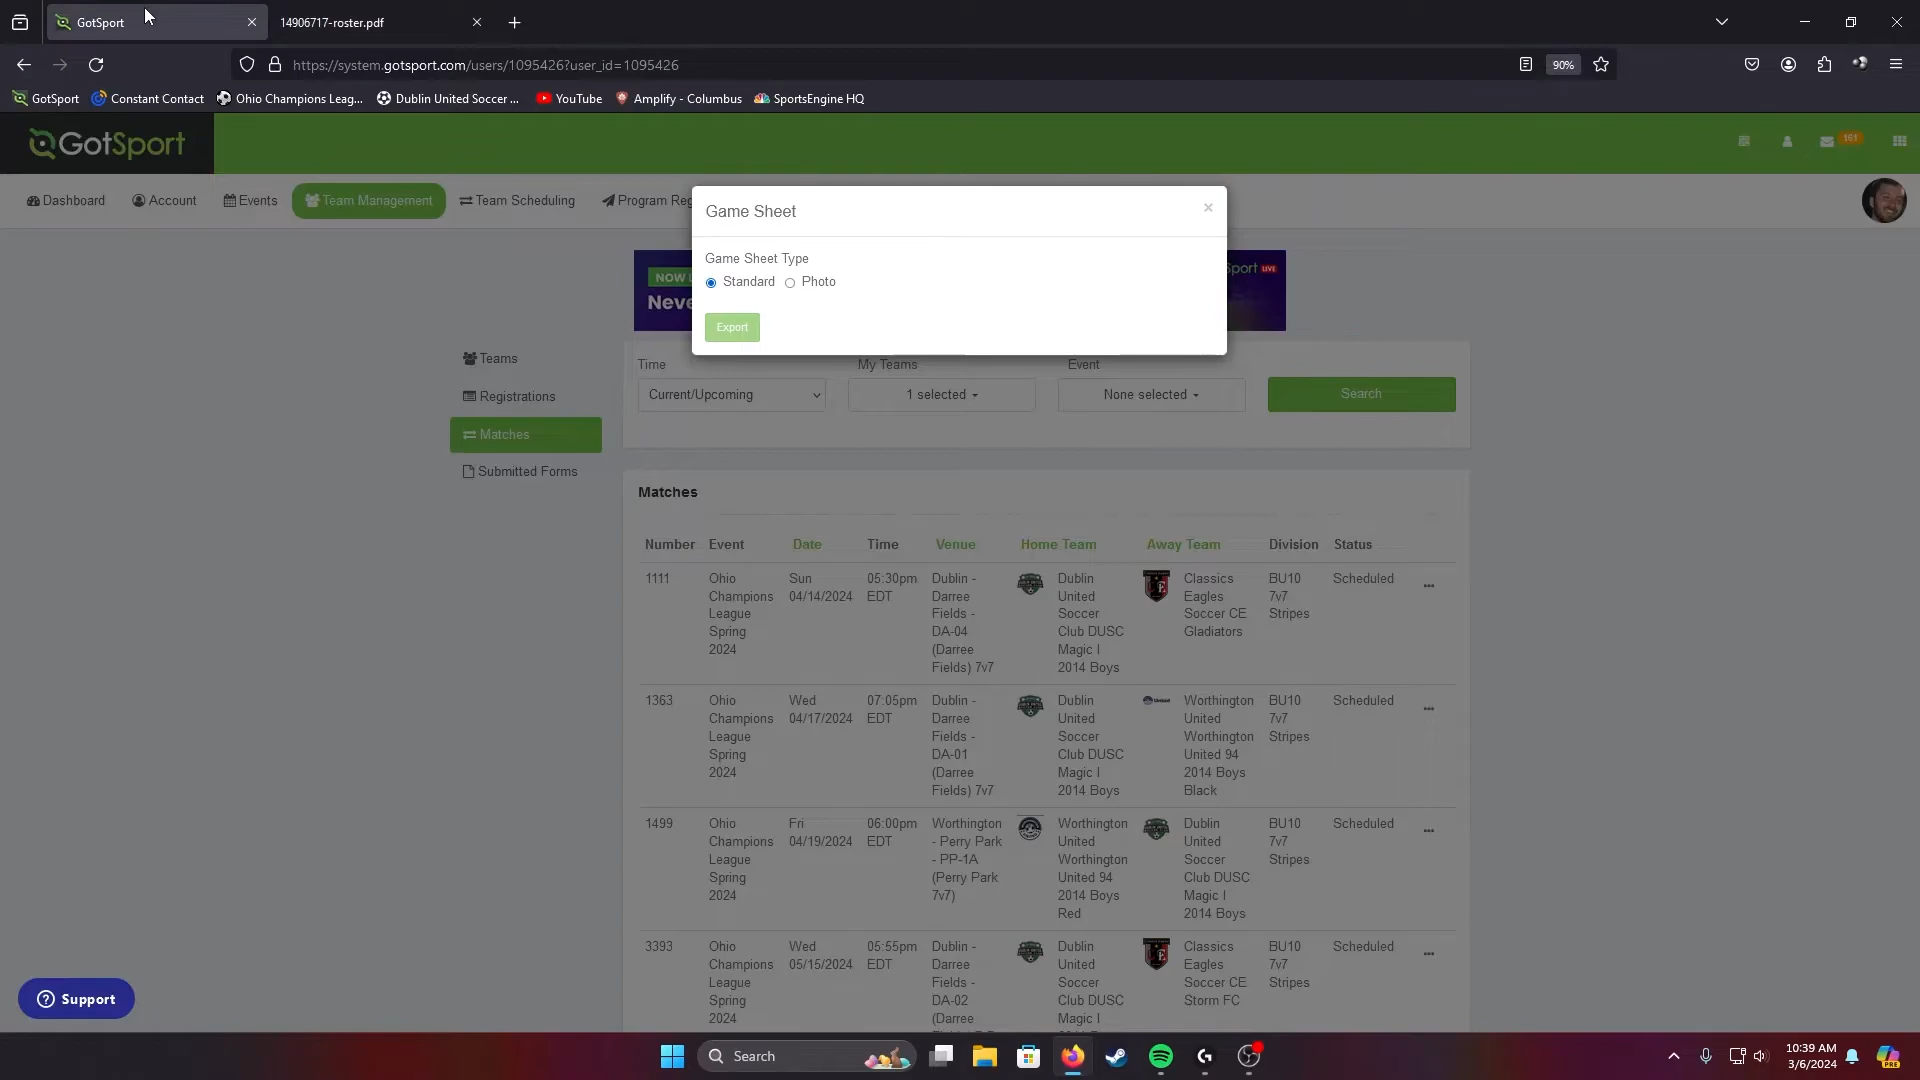 GotSport
14906717-roster.pdf
https://system.gotsport.com/users/1095426?user_id=1095426
90%
GotSport
Constant Contact
Ohio Champions Leag...
Dublin United Soccer ...
YouTube
Amplify - Columbus
SportsEngine HQ
GotSport
161
Dashboard
Account
Events
Team Management
Team Scheduling
Program Reg
Game Sheet
×
Game Sheet Type
Standard
Photo
Export
NOW
Neve
port LIVE
Teams
Registrations
Matches
Submitted Forms
Time
My Teams
Event
Current/Upcoming
1 selected
None selected
Search
Matches
Number Event Date Time Venue Home Team Away Team Division Status
1111
Ohio
Champions
League
Spring
2024
Sun
04/14/2024
05:30pm
EDT
Dublin -
Darree
Fields -
DA-04
(Darree
Fields) 7v7
Dublin
United
Soccer
Club DUSC
Magic I
2014 Boys
Classics
Eagles
Soccer CE
Gladiators
BU10
7v7
Stripes
Scheduled
...
1363
Ohio
Champions
League
Spring
2024
Wed
04/17/2024
07:05pm
EDT
Dublin -
Darree
Fields -
DA-01
(Darree
Fields) 7v7
Dublin
United
Soccer
Club DUSC
Magic I
2014 Boys
Worthington
United
Worthington
United 94
2014 Boys
Black
BU10
7v7
Stripes
Scheduled
...
1499
Ohio
Champions
League
Spring
2024
Fri
04/19/2024
06:00pm
EDT
Worthington
- Perry Park
- PP-1A
(Perry Park
7v7)
Worthington
United
Worthington
United 94
2014 Boys
Red
Dublin
United
Soccer
Club DUSC
Magic I
2014 Boys
BU10
7v7
Stripes
Scheduled
...
3393
Ohio
Champions
League
Spring
2024
Wed
05/15/2024
05:55pm
EDT
Dublin -
Darree
Fields -
DA-02
(Darree
Dublin
United
Soccer
Club DUSC
Magic I
Classics
Eagles
Soccer CE
Storm FC
BU10
7v7
Stripes
Scheduled
...
Support
Search
10:39 AM
3/6/2024
PRE